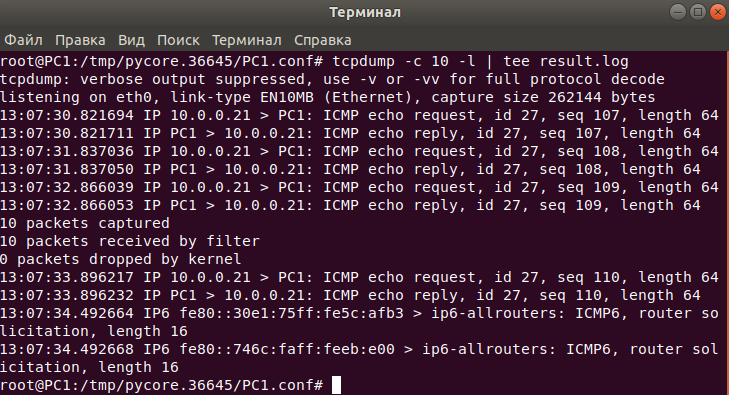 Терминал
Файл Правка Вид Поиск Терминал Справка
root@PC1:/tmp/pycore.36645/PC1.conf# tcpdump -c 10 -l | tee result.log
tcpdump: verbose output suppressed, use -v or -vv for full protocol decode
listening on eth0, link-type EN10MB (Ethernet), capture size 262144 bytes
13:07:30.821694 IP 10.0.0.21 > PC1: ICMP echo request, id 27, seq 107, length 64
13:07:30.821711 IP PC1 > 10.0.0.21: ICMP echo reply, id 27, seq 107, length 64
13:07:31.837036 IP 10.0.0.21 > PC1: ICMP echo request, id 27, seq 108, length 64
13:07:31.837050 IP PC1 > 10.0.0.21: ICMP echo reply, id 27, seq 108, length 64
13:07:32.866039 IP 10.0.0.21 > PC1: ICMP echo request, id 27, seq 109, length 64
13:07:32.866053 IP PC1 > 10.0.0.21: ICMP echo reply, id 27, seq 109, length 64
10 packets captured
10 packets received by filter
0 packets dropped by kernel
13:07:33.896217 IP 10.0.0.21 > PC1: ICMP echo request, id 27, seq 110, length 64
13:07:33.896232 IP PC1 > 10.0.0.21: ICMP echo reply, id 27, seq 110, length 64
13:07:34.492664 IP6 fe80::30e1:75ff:fe5c:afb3 > ip6-allrouters: ICMP6, router so
licitation, length 16
13:07:34.492668 IP6 fe80::746c:faff:feeb:e00 > ip6-allrouters: ICMP6, router sol
icitation, length 16
root@PC1:/tmp/pycore.36645/PC1.conf#